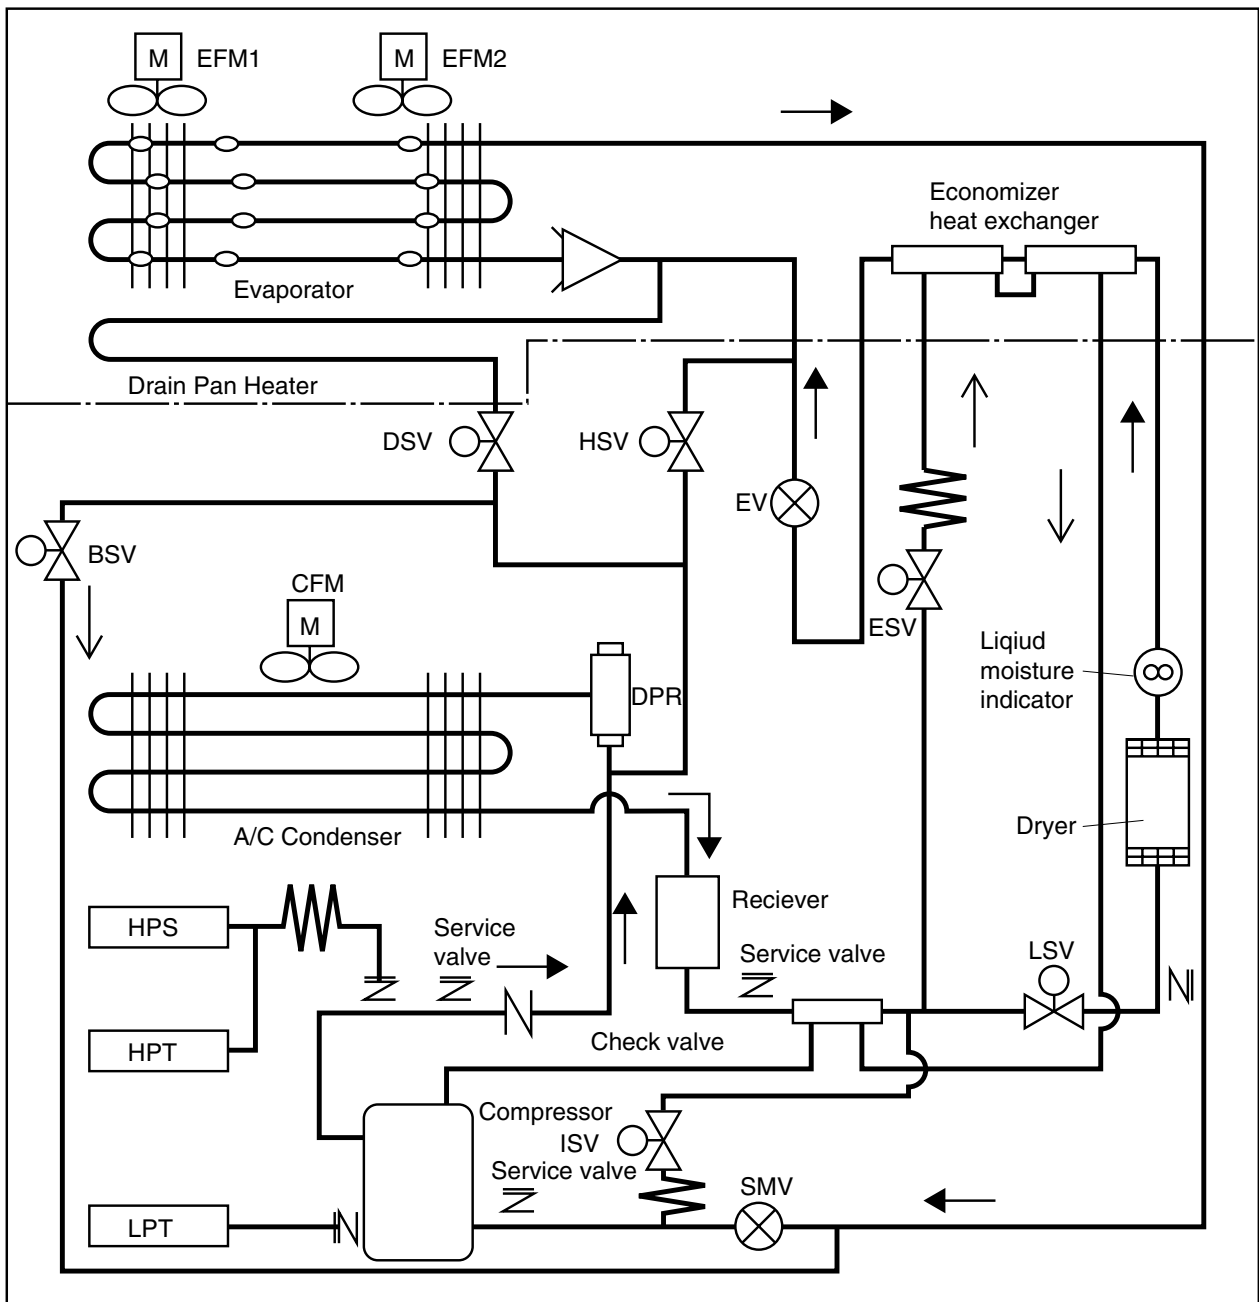 M
EFM1
M
EFM2
Economizer
heat exchanger
Evaporator
Drain Pan Heater
DSV
HSV
EV
BSV
CFM
M
ESV
Liqiud
moisture
indicator
DPR
Dryer
A/C Condenser
HPS
Service
valve
Reciever
Service valve
LSV
HPT
Check valve
Compressor
ISV
Service valve
SMV
LPT